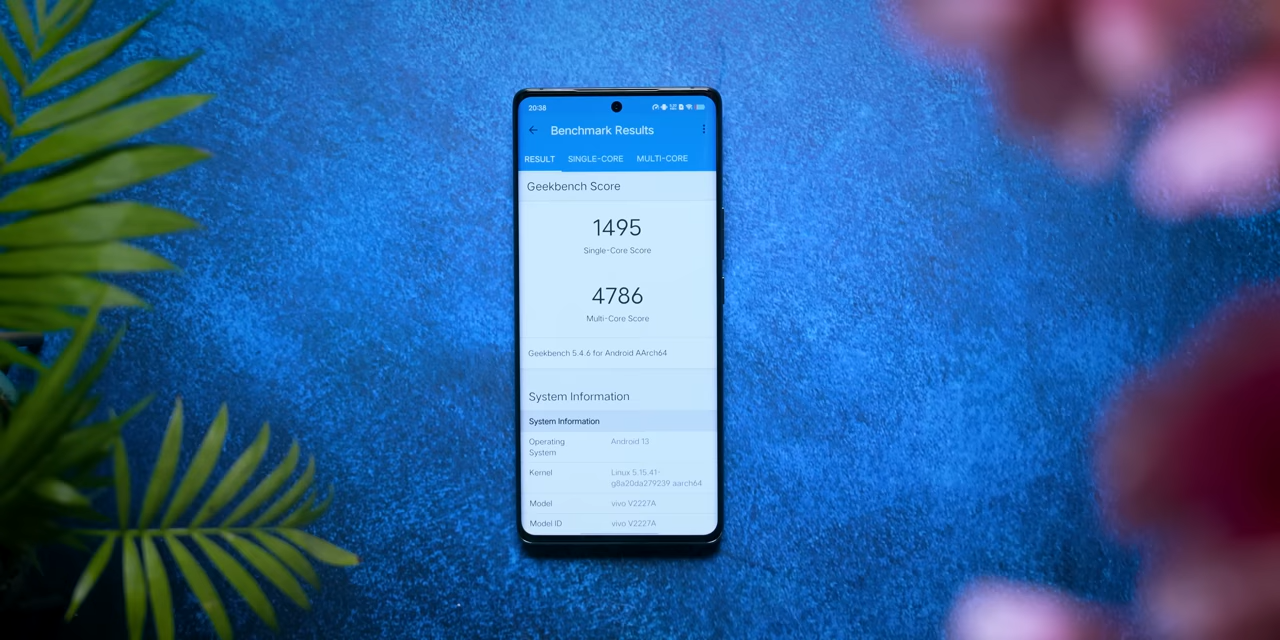 20:38
Benchmark Results
RESULT SINGLE-CORE MULTI-CORE
Geekbench Score
1495
Single-Core Score
4786
Multi-Core Score
Geekbench 5.4.6 for Android AArch64
System Information
System Information
Operating System Android 13
Kernel Linux 5.15.41-
g8a20da279239 aarch64
Model vivo V2227A
Model ID vivo V2227A